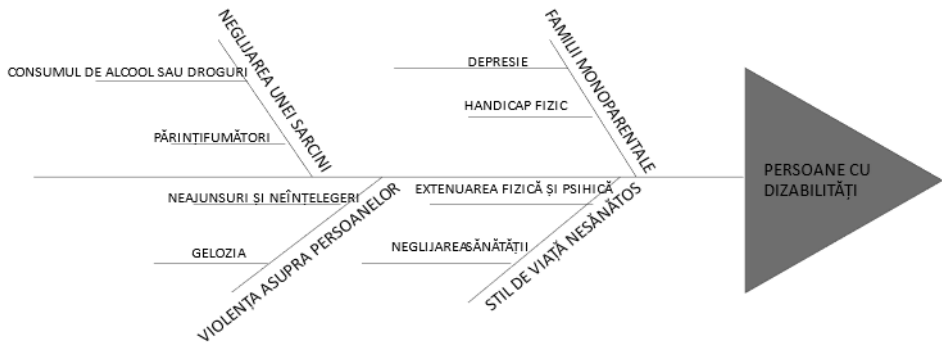 NEGLIJAREA UNEI SARCINI
CONSUMUL DE ALCOOL SAU DROGURI
PĂRINȚIFUMĂTORI
FAMILII MONOPARENTALE
DEPRESIE
HANDICAP FIZIC
PERSOANE CU
DIZABILITĂȚI
NEAJUNSURI ȘI NEÎNȚELEGERI
GELOZIA
VIOLENȚA ASUPRA PERSOANELOR
EXTENUAREA FIZICĂ ȘI PSIHICĂ
NEGLIJAREASĂNĂTĂȚII
STIL DE VIAȚĂ NESĂNĂTOS